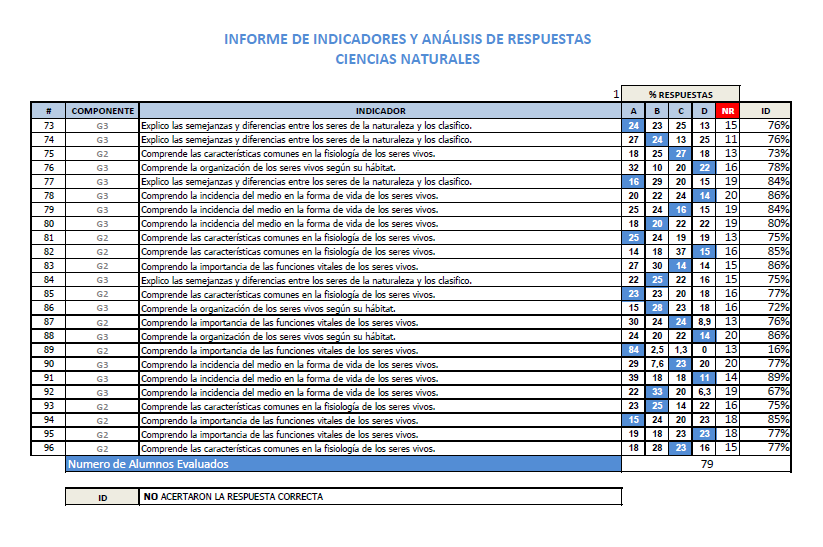 INFORME DE INDICADORES Y ANÁLISIS DE RESPUESTAS
CIENCIAS NATURALES
1 % RESPUESTAS
# COMPONENTE INDICADOR A B C D NR ID
73 G3 Explico las semejanzas y diferencias entre los seres de la naturaleza y los clasifico. 24 23 25 13 15 76%
74 G3 Explico las semejanzas y diferencias entre los seres de la naturaleza y los clasifico. 27 24 13 25 11 76%
75 G2 Comprende las características comunes en la fisiología de los seres vivos. 18 25 27 18 13 73%
76 G3 Comprende la organización de los seres vivos según su hábitat. 32 10 20 22 16 78%
77 G3 Explico las semejanzas y diferencias entre los seres de la naturaleza y los clasifico. 16 29 20 15 19 84%
78 G3 Comprendo la incidencia del medio en la forma de vida de los seres vivos. 20 22 24 14 20 86%
79 G3 Comprendo la incidencia del medio en la forma de vida de los seres vivos. 25 24 16 15 19 84%
80 G3 Comprendo la incidencia del medio en la forma de vida de los seres vivos. 18 20 22 22 19 80%
81 G2 Comprende las características comunes en la fisiología de los seres vivos. 25 24 19 19 13 75%
82 G2 Comprende las características comunes en la fisiología de los seres vivos. 14 18 37 15 16 85%
83 G2 Comprendo la importancia de las funciones vitales de los seres vivos. 27 30 14 14 15 86%
84 G3 Explico las semejanzas y diferencias entre los seres de la naturaleza y los clasifico. 22 25 22 16 15 75%
85 G2 Comprende las características comunes en la fisiología de los seres vivos. 23 23 20 18 16 77%
86 G3 Comprende la organización de los seres vivos según su hábitat. 15 28 23 18 16 72%
87 G2 Comprendo la importancia de las funciones vitales de los seres vivos. 30 24 24 8,9 13 76%
88 G3 Comprende la organización de los seres vivos según su hábitat. 24 20 22 14 20 86%
89 G2 Comprendo la importancia de las funciones vitales de los seres vivos. 84 2,5 1,3 0 13 16%
90 G3 Comprendo la incidencia del medio en la forma de vida de los seres vivos. 29 7,6 23 20 20 77%
91 G3 Comprendo la incidencia del medio en la forma de vida de los seres vivos. 39 18 18 11 14 89%
92 G3 Comprendo la incidencia del medio en la forma de vida de los seres vivos. 22 33 20 6,3 19 67%
93 G2 Comprende las características comunes en la fisiología de los seres vivos. 23 25 14 22 16 75%
94 G2 Comprendo la importancia de las funciones vitales de los seres vivos. 15 24 20 23 18 85%
95 G2 Comprendo la importancia de las funciones vitales de los seres vivos. 19 18 23 23 18 77%
96 G2 Comprende las características comunes en la fisiología de los seres vivos. 18 28 23 16 15 77%
Numero de Alumnos Evaluados 79
ID NO ACERTARON LA RESPUESTA CORRECTA